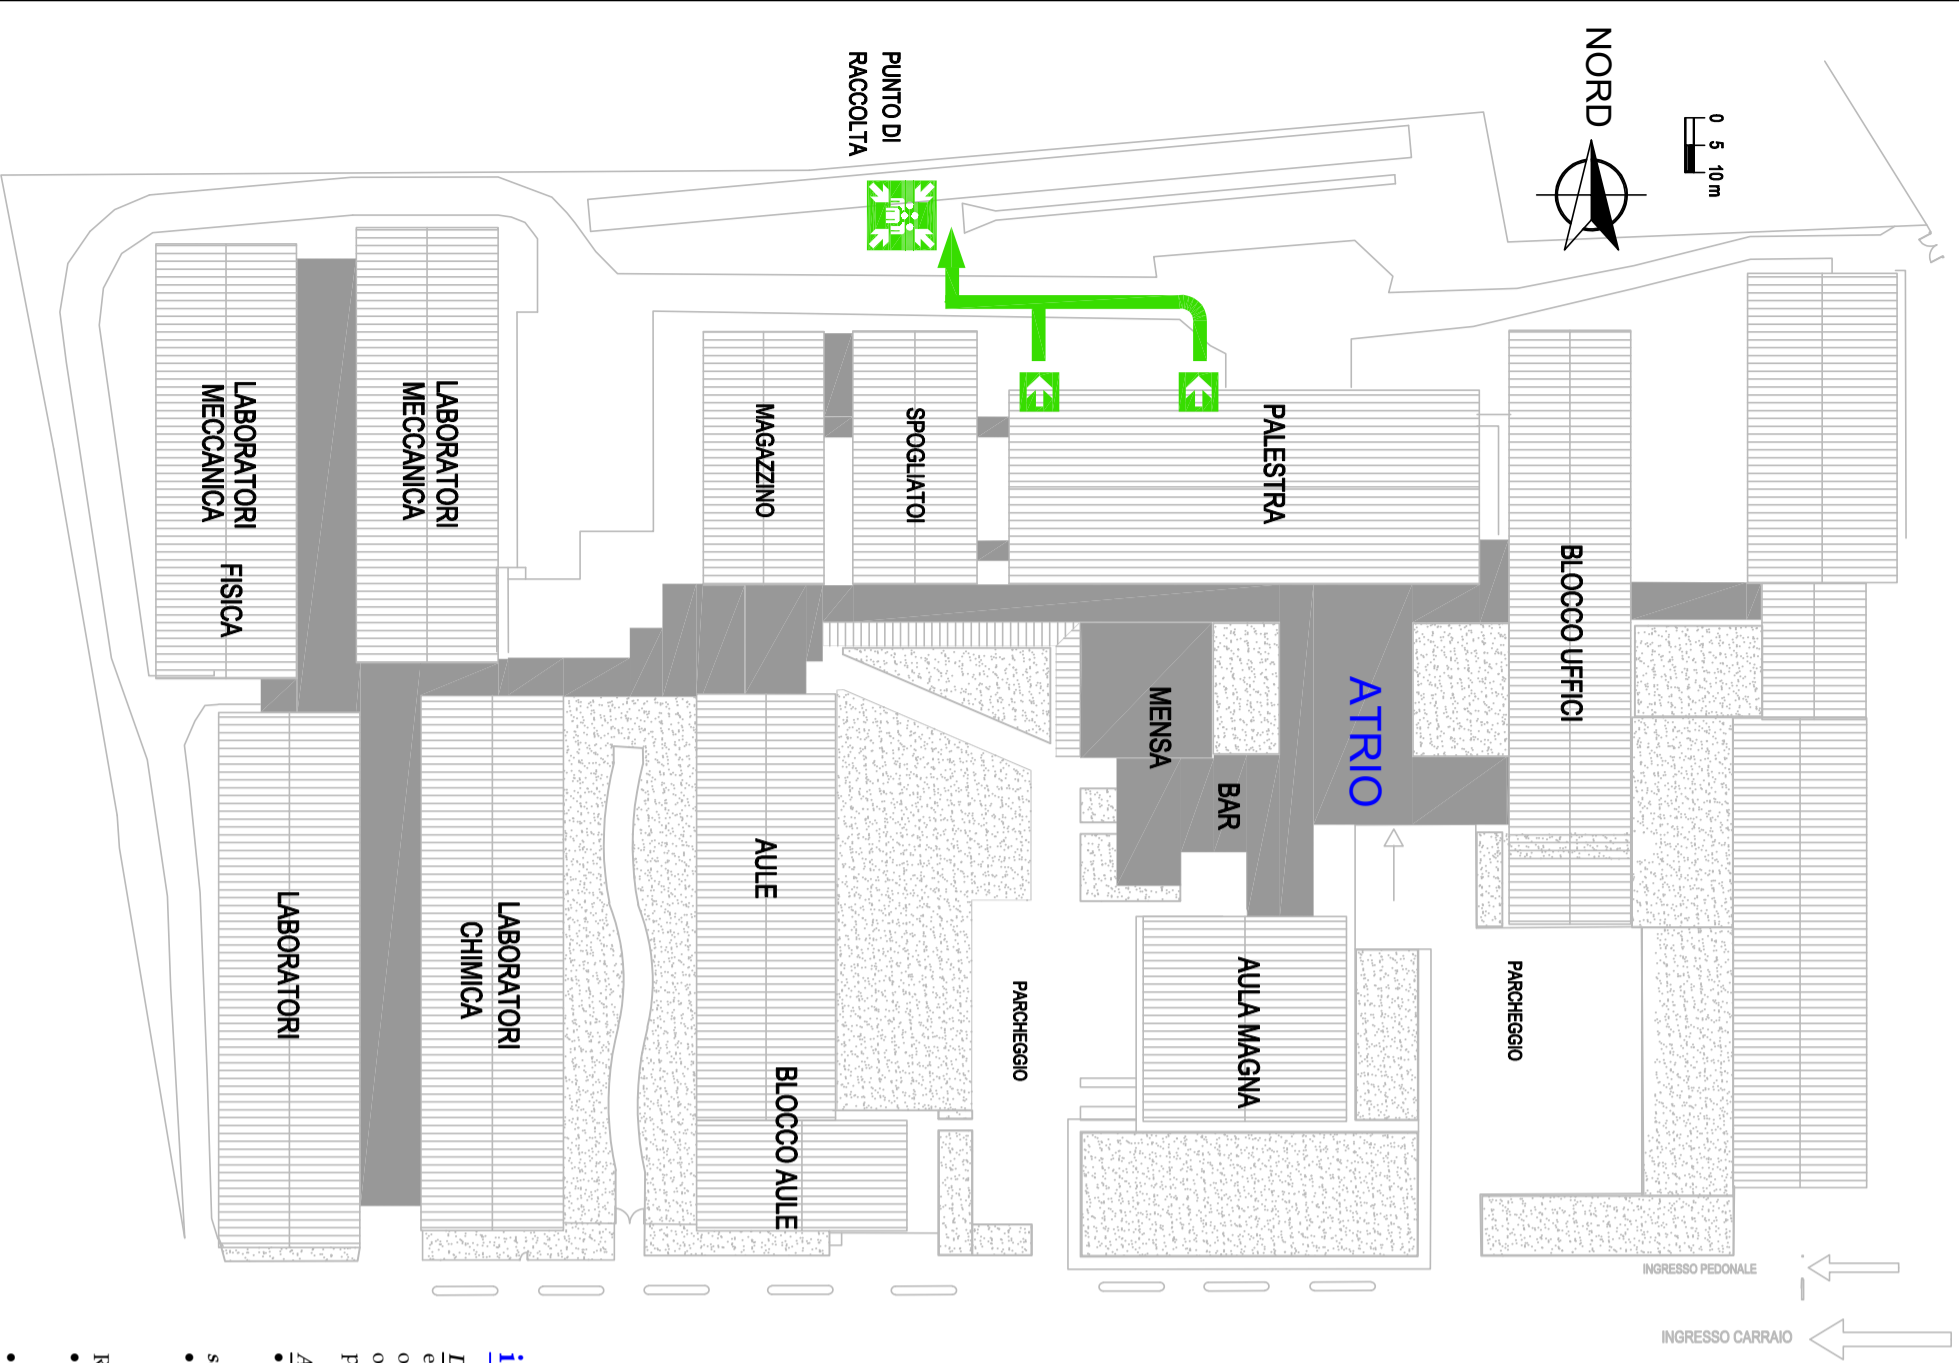 NORD
0 5 10 m
PUNTO DI
RACCOLTA
LABORATORI
MECCANICA
FISICA
LABORATORI
MECCANICA
MAGAZZINO
SPOGLIATOI
PALESTRA
BLOCCO UFFICI
MENSA
BAR
ATRIO
AULE
BLOCCO AULE
LABORATORI
LABORATORI
CHIMICA
PARCHEGGIO
AULA MAGNA
PARCHEGGIO
INGRESSO PEDONALE
INGRESSO CARRAIO